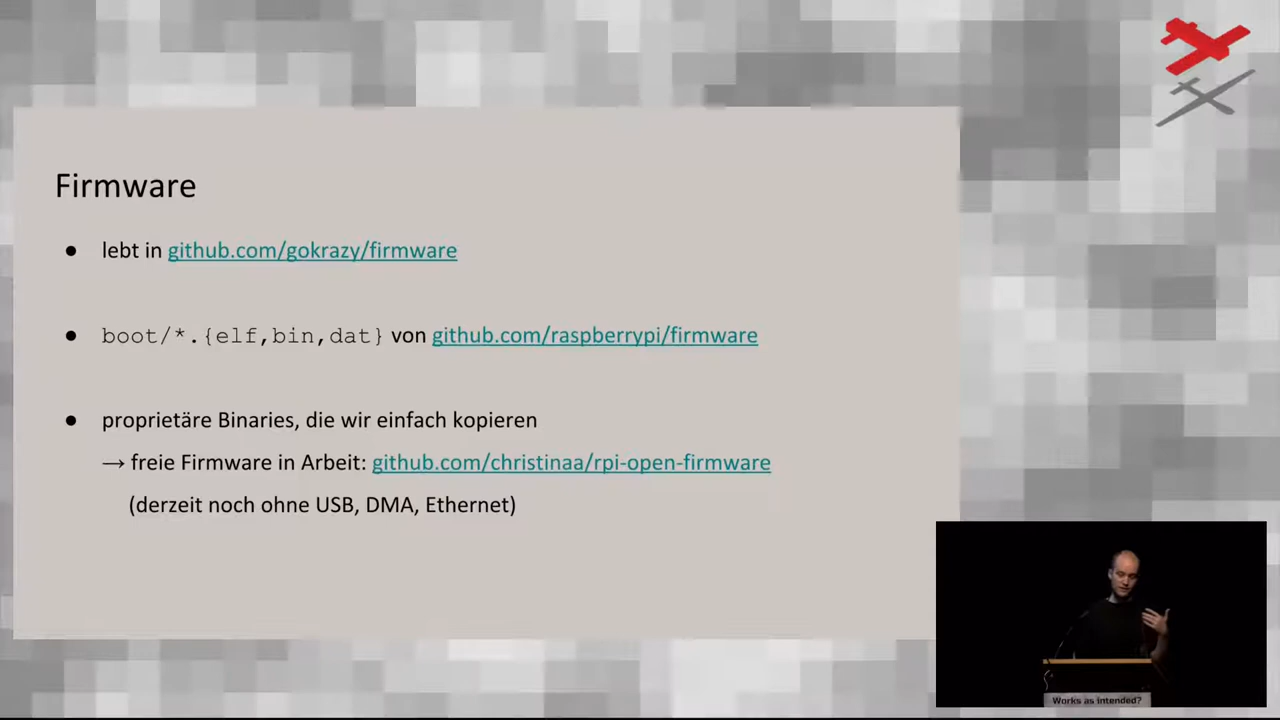 Firmware
● lebt in github.com/gokrazy/firmware
● boot/*.{elf,bin,dat} von github.com/raspberrypi/firmware
● proprietäre Binaries, die wir einfach kopieren
→ freie Firmware in Arbeit: github.com/christinaa/rpi-open-firmware
(derzeit noch ohne USB, DMA, Ethernet)
Works as intended?